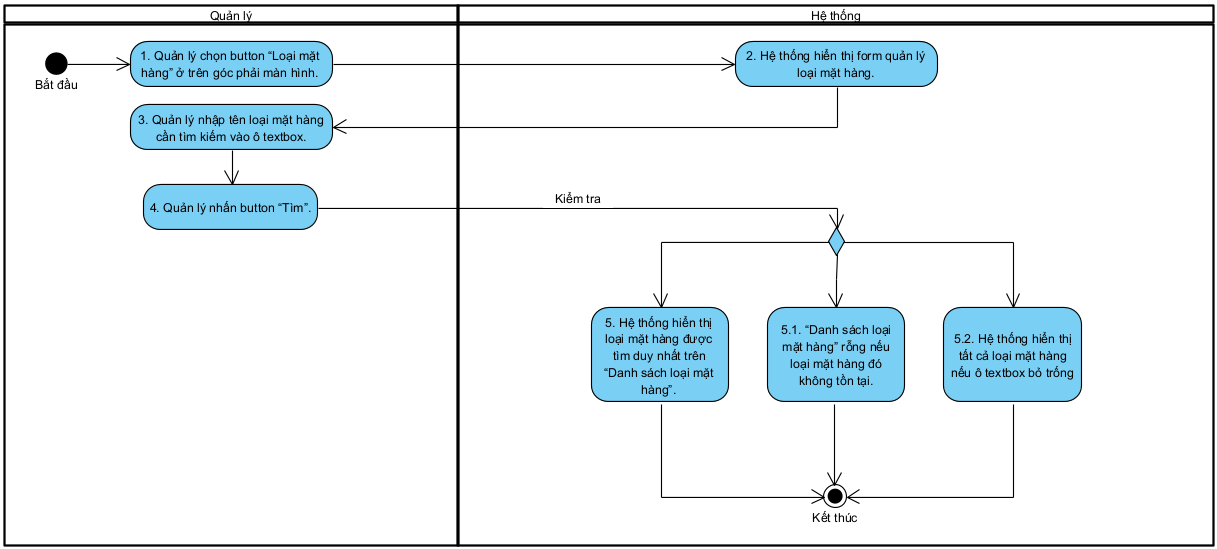 Quản lý
Hệ thống
Bắt đầu
1. Quản lý chọn button “Loại mặt
hàng” ở trên góc phải màn hình.
2. Hệ thống hiển thị form quản lý
loại mặt hàng.
3. Quản lý nhập tên loại mặt hàng
cần tìm kiếm vào ô textbox.
4. Quản lý nhấn button “Tìm”.
Kiểm tra
5. Hệ thống hiển thị
loại mặt hàng được
tìm duy nhất trên
“Danh sách loại mặt
hàng”.
5.1. “Danh sách loại
mặt hàng” rỗng nếu
loại mặt hàng đó
không tồn tại.
5.2. Hệ thống hiển thị
tất cả loại mặt hàng
nếu ô textbox bỏ trống
Kết thúc